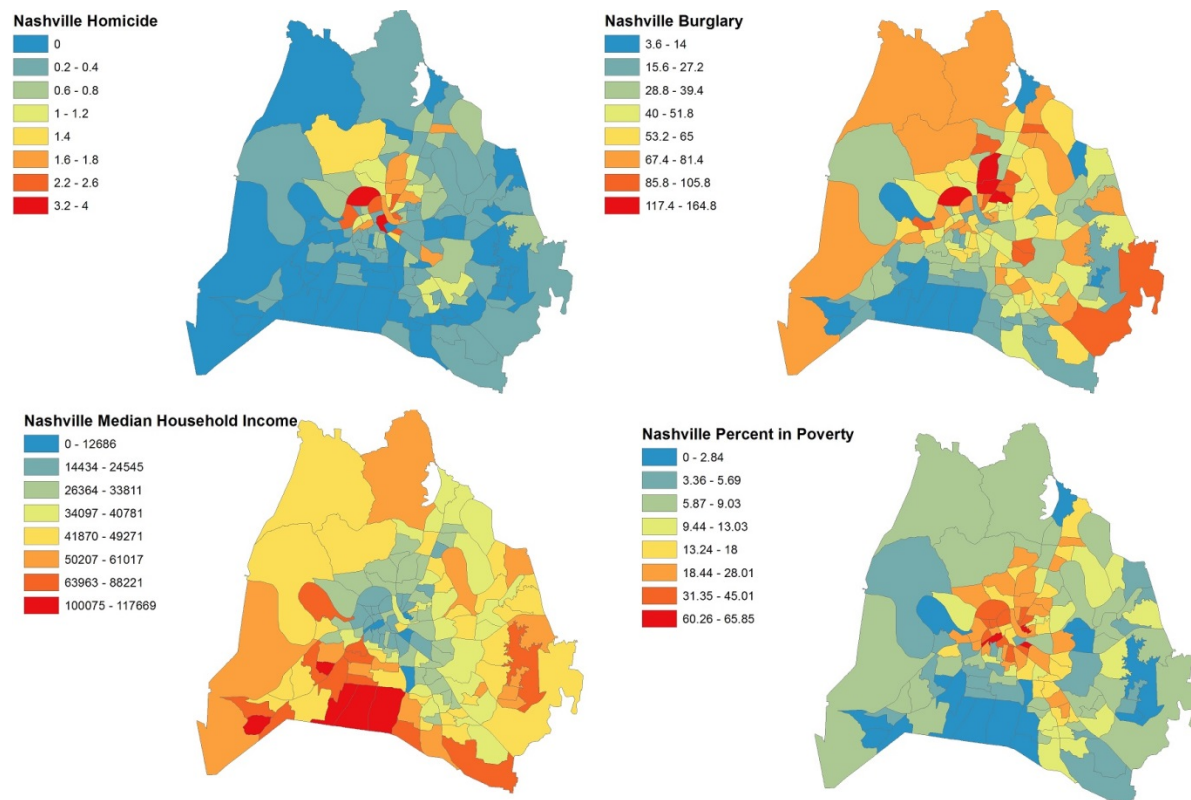 Nashville Homicide
0
0.2 - 0.4
0.6 - 0.8
1 - 1.2
1.4
1.6 - 1.8
2.2 - 2.6
3.2 - 4
Nashville Burglary
3.6 - 14
15.6 - 27.2
28.8 - 39.4
40 - 51.8
53.2 - 65
67.4 - 81.4
85.8 - 105.8
117.4 - 164.8
Nashville Median Household Income
0 - 12686
14434 - 24545
26364 - 33811
34097 - 40781
41870 - 49271
50207 - 61017
63963 - 88221
100075 - 117669
Nashville Percent in Poverty
0 - 2.84
3.36 - 5.69
5.87 - 9.03
9.44 - 13.03
13.24 - 18
18.44 - 28.01
31.35 - 45.01
60.26 - 65.85